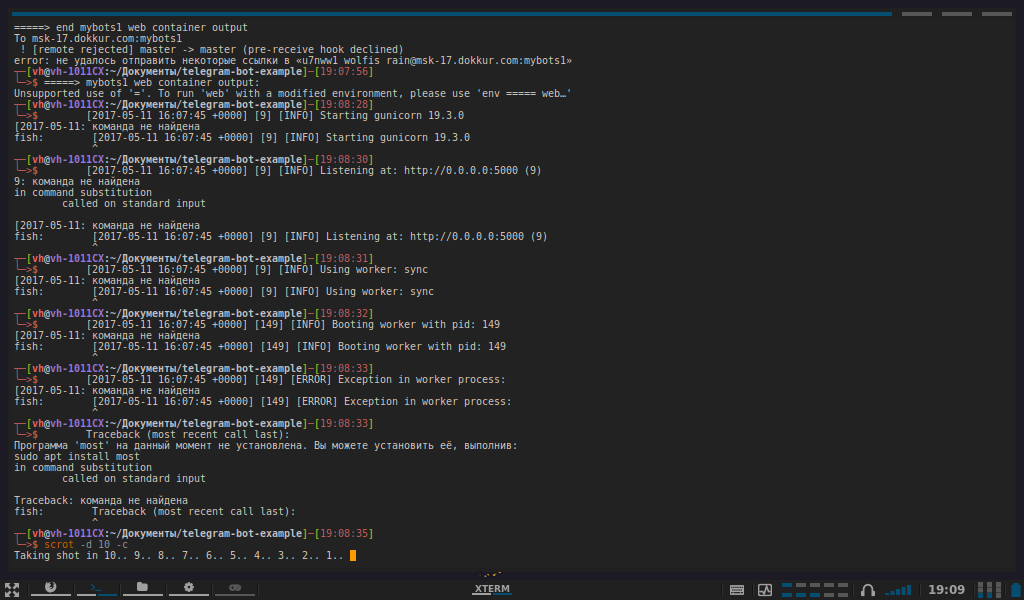 =====> end mybots1 web container output
To msk-17.dokkur.com:mybots1
 ! [remote rejected] master -> master (pre-receive hook declined)
error: не удалось отправить некоторые ссылки в «u7nww1 wolfis rain@msk-17.dokkur.com:mybots1»
┬─[vh@vh-1011CX:~/Документы/telegram-bot-example]─[19:07:56]
╰─>$ =====> mybots1 web container output:
Unsupported use of '='. To run 'web' with a modified environment, please use 'env ===== web…'
┬─[vh@vh-1011CX:~/Документы/telegram-bot-example]─[19:08:28]
╰─>$        [2017-05-11 16:07:45 +0000] [9] [INFO] Starting gunicorn 19.3.0
[2017-05-11: команда не найдена
fish:        [2017-05-11 16:07:45 +0000] [9] [INFO] Starting gunicorn 19.3.0
             ^
┬─[vh@vh-1011CX:~/Документы/telegram-bot-example]─[19:08:30]
╰─>$        [2017-05-11 16:07:45 +0000] [9] [INFO] Listening at: http://0.0.0.0:5000 (9)
9: команда не найдена
in command substitution
        called on standard input

[2017-05-11: команда не найдена
fish:        [2017-05-11 16:07:45 +0000] [9] [INFO] Listening at: http://0.0.0.0:5000 (9)
             ^
┬─[vh@vh-1011CX:~/Документы/telegram-bot-example]─[19:08:31]
╰─>$        [2017-05-11 16:07:45 +0000] [9] [INFO] Using worker: sync
[2017-05-11: команда не найдена
fish:        [2017-05-11 16:07:45 +0000] [9] [INFO] Using worker: sync
             ^
┬─[vh@vh-1011CX:~/Документы/telegram-bot-example]─[19:08:32]
╰─>$        [2017-05-11 16:07:45 +0000] [149] [INFO] Booting worker with pid: 149
[2017-05-11: команда не найдена
fish:        [2017-05-11 16:07:45 +0000] [149] [INFO] Booting worker with pid: 149
             ^
┬─[vh@vh-1011CX:~/Документы/telegram-bot-example]─[19:08:33]
╰─>$        [2017-05-11 16:07:45 +0000] [149] [ERROR] Exception in worker process:
[2017-05-11: команда не найдена
fish:        [2017-05-11 16:07:45 +0000] [149] [ERROR] Exception in worker process:
             ^
┬─[vh@vh-1011CX:~/Документы/telegram-bot-example]─[19:08:33]
╰─>$        Traceback (most recent call last):
Программа 'most' на данный момент не установлена. Вы можете установить её, выполнив:
sudo apt install most
in command substitution
        called on standard input

Traceback: команда не найдена
fish:        Traceback (most recent call last):
             ^
┬─[vh@vh-1011CX:~/Документы/telegram-bot-example]─[19:08:35]
╰─>$ scrot -d 10 -c
Taking shot in 10.. 9.. 8.. 7.. 6.. 5.. 4.. 3.. 2.. 1..
XTERM
19:09